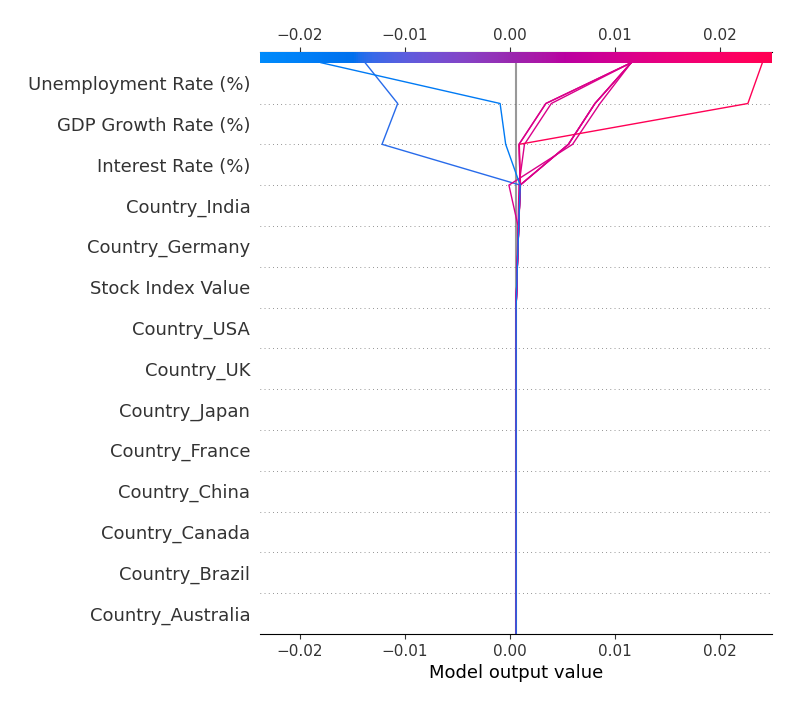 −0.02 −0.01 0.00 0.01 0.02
Unemployment Rate (%)
GDP Growth Rate (%)
Interest Rate (%)
Country_India
Country_Germany
Stock Index Value
Country_USA
Country_UK
Country_Japan
Country_France
Country_China
Country_Canada
Country_Brazil
Country_Australia
−0.02 −0.01 0.00 0.01 0.02
Model output value